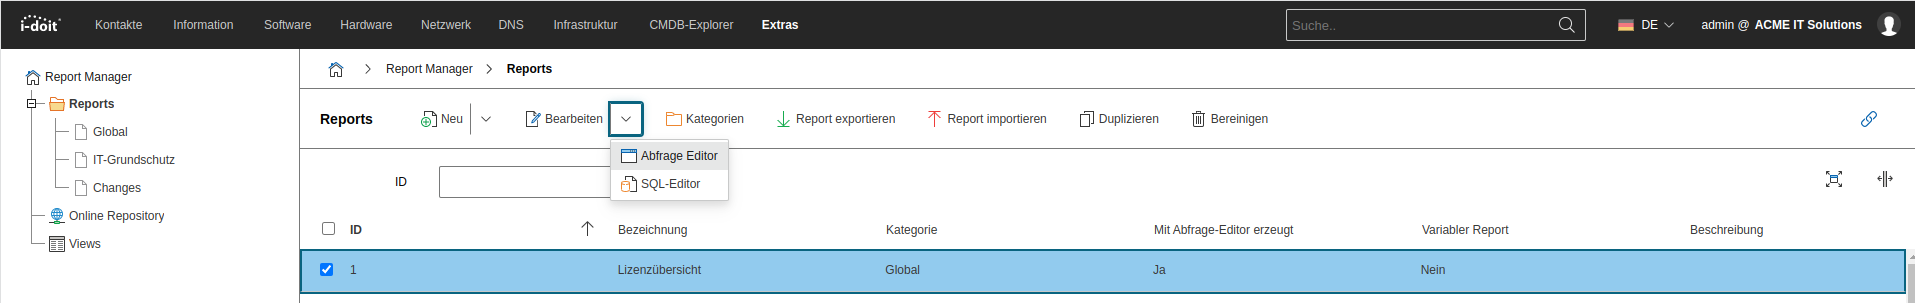 i-doit Kontakte Information Software Hardware Netzwerk DNS Infrastruktur CMDB-Explorer Extras Suche.. DE admin @ ACME IT Solutions
Report Manager
Reports
Global
IT-Grundschutz
Changes
Online Repository
Views
Report Manager Reports
Reports Neu Bearbeiten Kategorien Report exportieren Report importieren Duplizieren Bereinigen
Abfrage Editor
SQL-Editor
ID
ID Bezeichnung Kategorie Mit Abfrage-Editor erzeugt Variabler Report Beschreibung
1 Lizenzübersicht Global Ja Nein